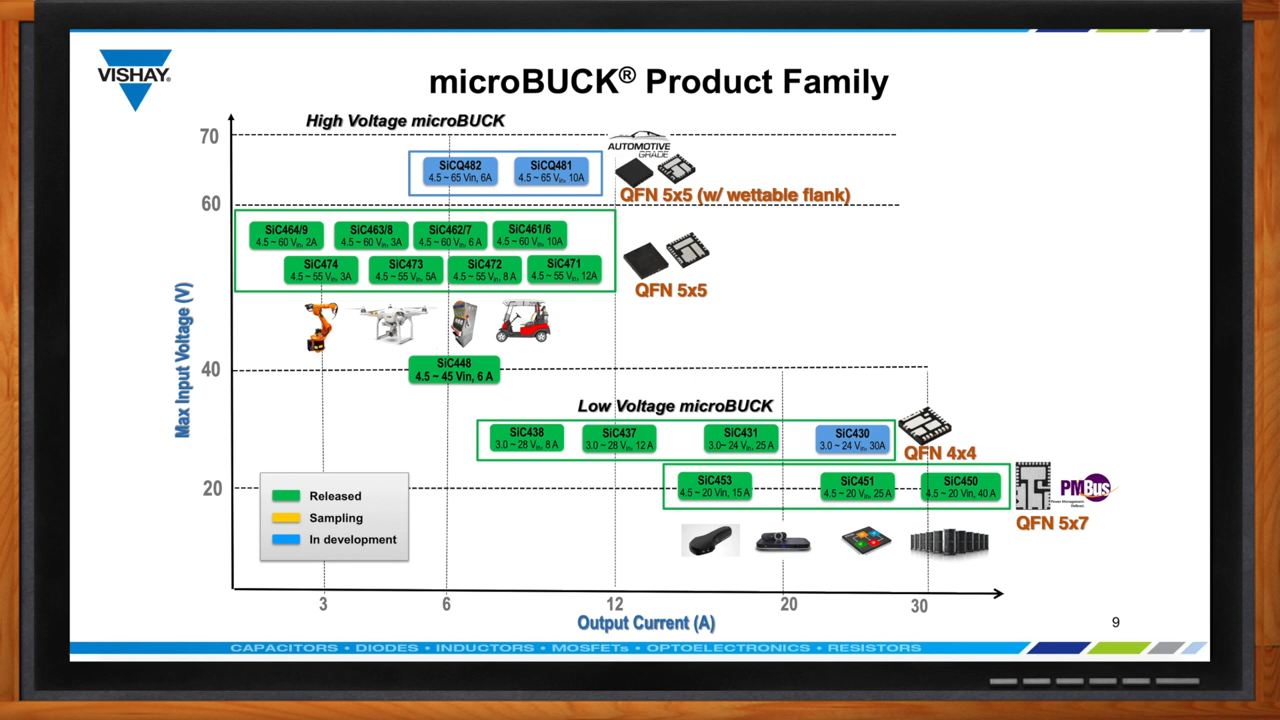 VISHAY®
microBUCK® Product Family
High Voltage microBUCK
70
AUTOMOTIVE
GRADE
SiCQ482
4.5 ~ 65 Vin, 6A
SiCQ481
4.5 ~ 65 Vin, 10A
QFN 5x5 (w/ wettable flank)
60
SiC464/9
4.5 ~ 60 Vin, 2A
SiC463/8
4.5 ~ 60 Vin, 3A
SiC462/7
4.5 ~ 60 Vin, 6 A
SiC461/6
4.5 ~ 60 Vin, 10A
SiC474
4.5 ~ 55 Vin, 3A
SiC473
4.5 ~ 55 Vin, 5A
SiC472
4.5 ~ 55 Vin, 8 A
SiC471
4.5 ~ 55 Vin, 12A
QFN 5x5
Max Input Voltage (V)
40
SiC448
4.5 ~ 45 Vin, 6 A
Low Voltage microBUCK
SiC438
3.0 ~ 28 Vin, 8 A
SiC437
3.0 ~ 28 Vin, 12 A
SiC431
3.0~ 24 Vin, 25 A
SiC430
3.0 ~ 24 Vin, 30A
QFN 4x4
20
SiC453
4.5 ~ 20 Vin, 15 A
SiC451
4.5 ~ 20 Vin, 25 A
SiC450
4.5 ~ 20 Vin, 40 A
PMBus
QFN 5x7
Released
Sampling
In development
3
6
12
20
30
Output Current (A)
9
CAPACITORS • DIODES • INDUCTORS • MOSFETs • OPTOELECTRONICS • RESISTORS